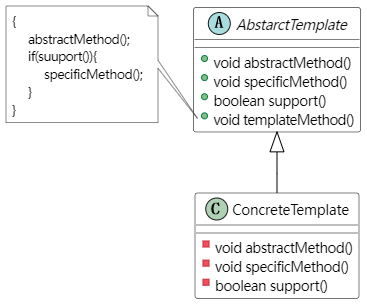 {
abstractMethod();
if(suuport()){
specificMethod();
}
}
A AbstarctTemplate
void abstractMethod()
void specificMethod()
boolean support()
void templateMethod()
C ConcreteTemplate
void abstractMethod()
void specificMethod()
boolean support()